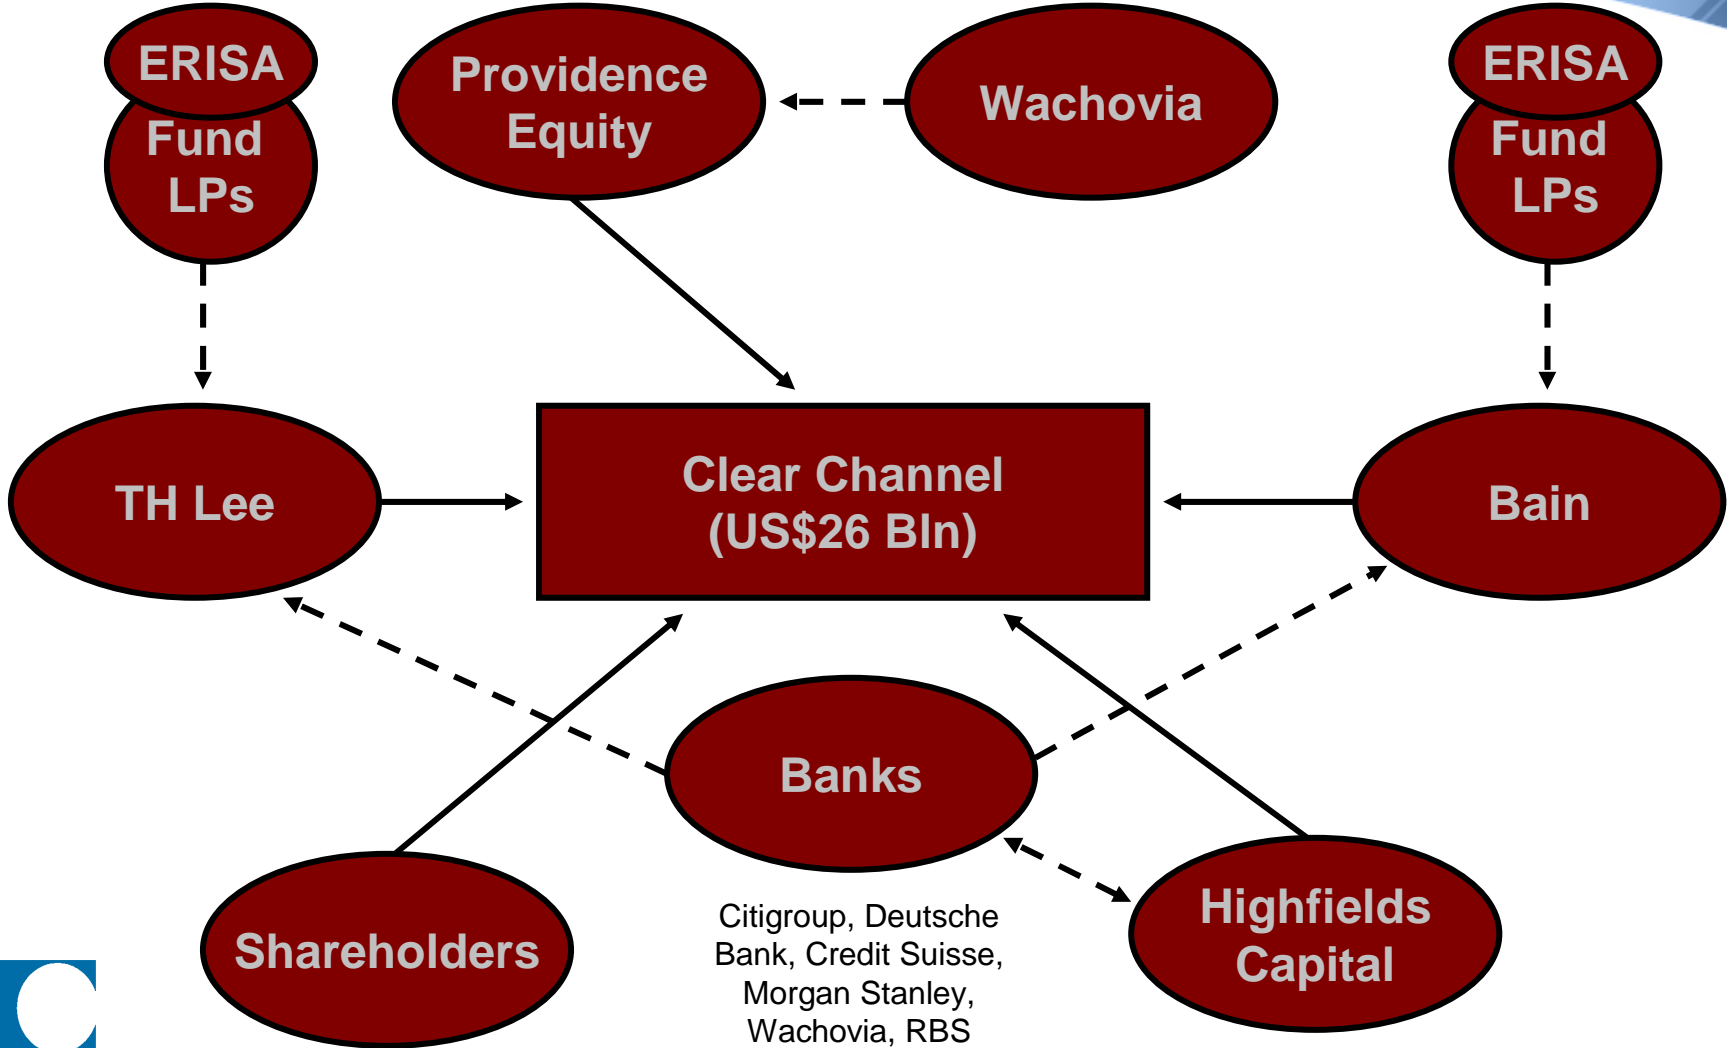 ERISA
Fund
LPs
Providence
Equity
Wachovia
ERISA
Fund
LPs
TH Lee
Clear Channel
(US$26 Bln)
Bain
Banks
Shareholders
Citigroup, Deutsche
Bank, Credit Suisse,
Morgan Stanley,
Wachovia, RBS
Highfields
Capital